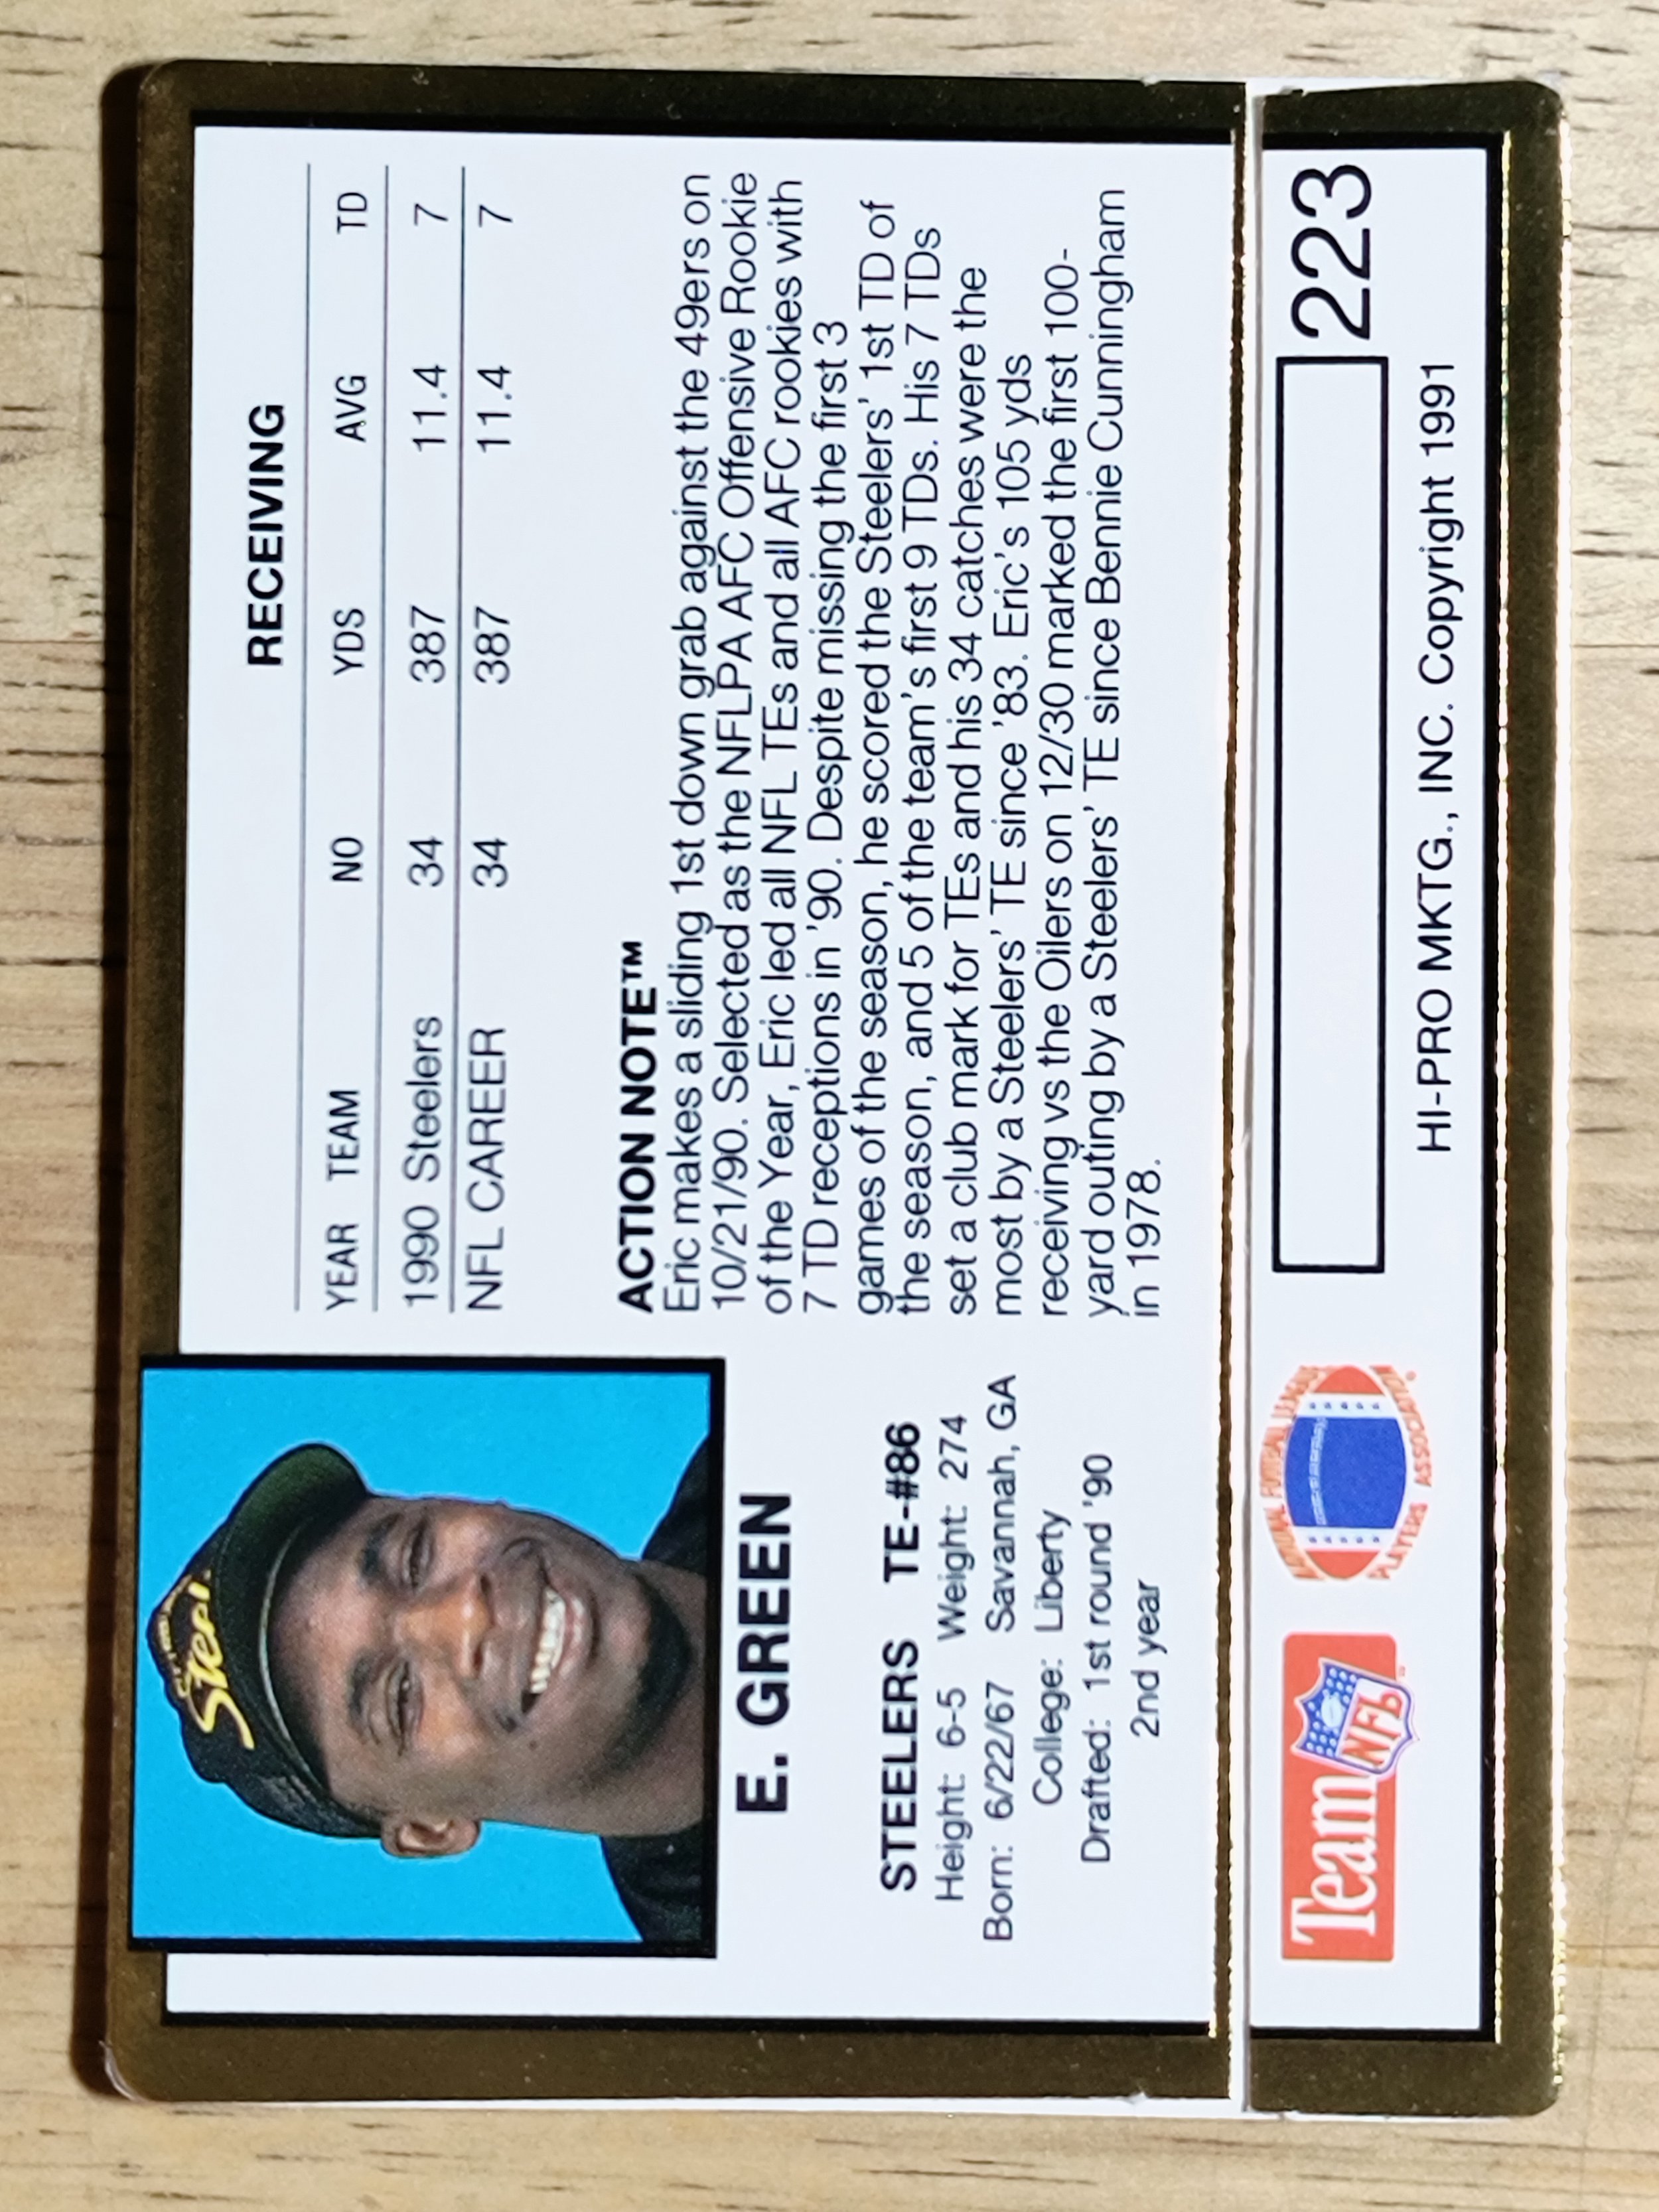 RECEIVING
YEAR TEAM NO YDS AVG TD
1990 Steelers 34 387 11.4 7
NFL CAREER 34 387 11.4 7
Steelers
E. GREEN
STEELERS TE-#86
Height: 6-5 Weight: 274
Born: 6/22/67 Savannah, GA
College: Liberty
Drafted: 1st round '90
2nd year
ACTION NOTE™
Eric makes a sliding 1st down grab against the 49ers on
10/21/90. Selected as the NFLPA AFC Offensive Rookie
of the Year, Eric led all NFL TEs and all AFC rookies with
7 TD receptions in '90. Despite missing the first 3
games of the season, he scored the Steelers' 1st TD of
the season, and 5 of the team's first 9 TDs. His 7 TDs
set a club mark for TEs and his 34 catches were the
most by a Steelers' TE since '83. Eric's 105 yds
receiving vs the Oilers on 12/30 marked the first 100-
yard outing by a Steelers' TE since Bennie Cunningham
in 1978.
Team NFL™
NATIONAL FOOTBALL LEAGUE
PLAYERS ASSOCIATION
223
HI-PRO MKTG., INC. Copyright 1991